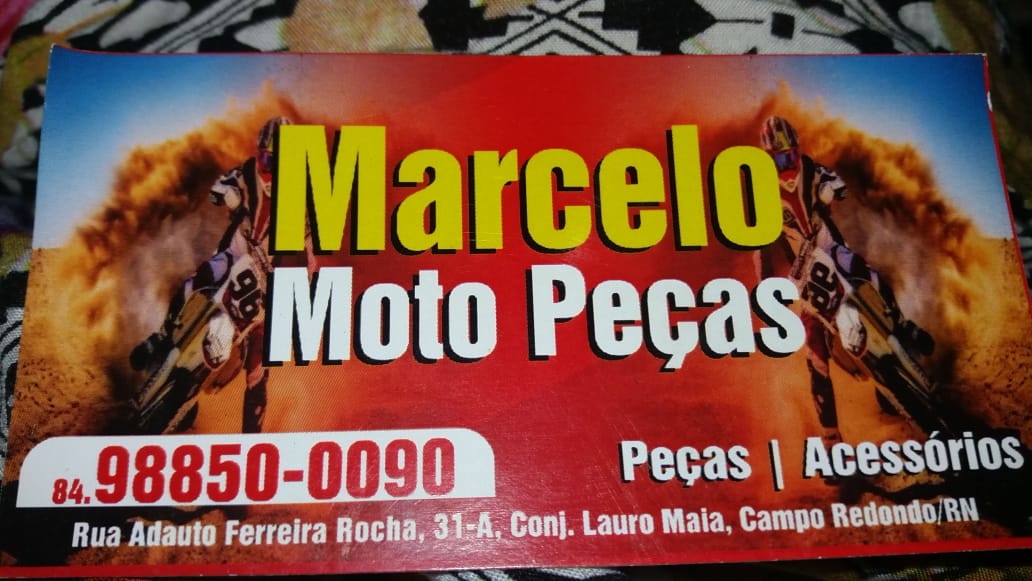 Marcelo
Moto Peças
84.98850-0090
Peças | Acessórios
Rua Adauto Ferreira Rocha, 31-A, Conj. Lauro Maia, Campo Redondo/RN